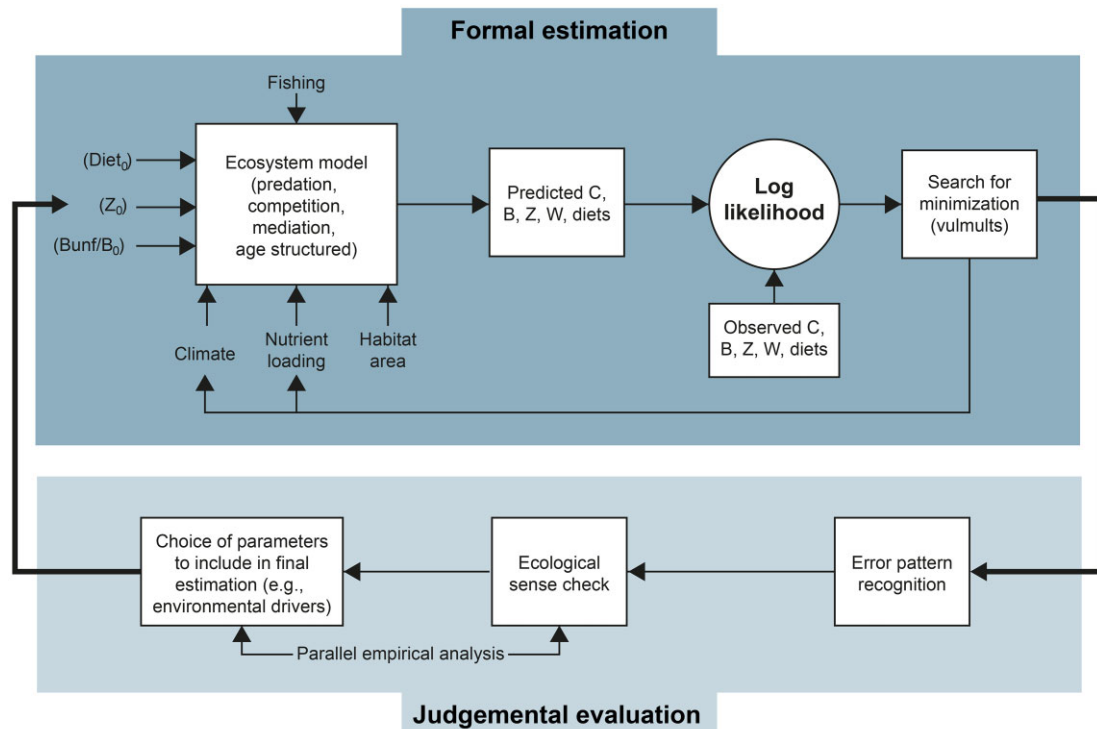 Formal estimation
Fishing
(Diet₀)
(Z₀)
(Bunf/B₀)
Ecosystem model
(predation,
competition,
mediation,
age structured)
Predicted C,
B, Z, W, diets
Log
likelihood
Search for
minimization
(vulmults)
Observed C,
B, Z, W, diets
Climate
Nutrient
loading
Habitat
area
Choice of parameters
to include in final
estimation (e.g.,
environmental drivers)
Ecological
sense check
Error pattern
recognition
Parallel empirical analysis
Judgemental evaluation